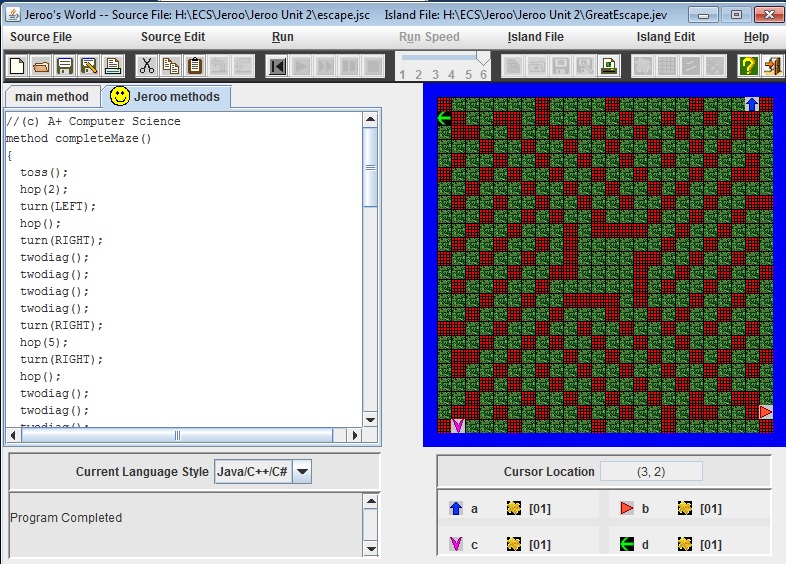 Jeroo's World -- Source File: H:\ECS\Jeroo\Jeroo Unit 2\escape.jsc     Island File: H:\ECS\Jeroo\Jeroo Unit 2\GreatEscape.jev
Source File Source Edit Run Run Speed Island File Island Edit Help
1 2 3 4 5 6
main method Jeroo methods
//(c) A+ Computer Science
method completeMaze()
{
toss();
hop(2);
turn(LEFT);
hop();
turn(RIGHT);
twodiag();
twodiag();
twodiag();
twodiag();
turn(RIGHT);
hop(5);
turn(RIGHT);
hop();
twodiag();
twodiag();
twodiag();
Current Language Style Java/C++/C#
Cursor Location (3, 2)
Program Completed
a [01] b [01]
c [01] d [01]